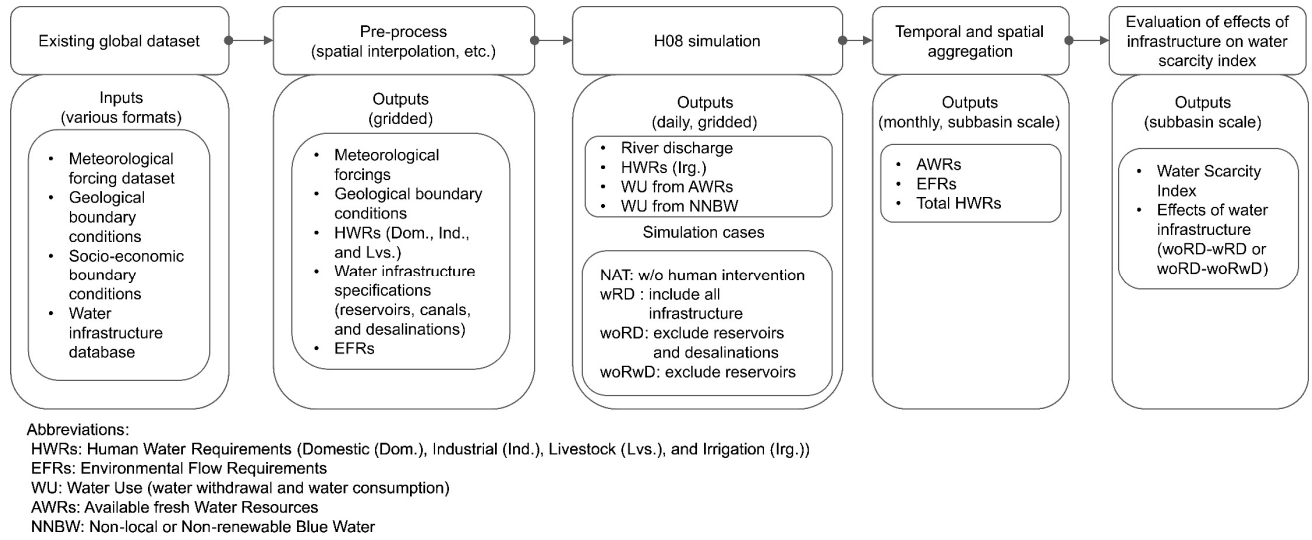 Existing global dataset
Inputs
(various formats)
• Meteorological
forcing dataset
• Geological
boundary
conditions
• Socio-economic
boundary
conditions
• Water
infrastructure
database
Pre-process
(spatial interpolation, etc.)
Outputs
(gridded)
• Meteorological
forcings
• Geological boundary
conditions
• HWRs (Dom., Ind.,
and Lvs.)
• Water infrastructure
specifications
(reservoirs, canals,
and desalinations)
• EFRs
H08 simulation
Outputs
(daily, gridded)
• River discharge
• HWRs (Irg.)
• WU from AWRs
• WU from NNBW
Simulation cases
NAT: w/o human intervention
wRD : include all
infrastructure
woRD: exclude reservoirs
and desalinations
woRwD: exclude reservoirs
Temporal and spatial
aggregation
Outputs
(monthly, subbasin scale)
• AWRs
• EFRs
• Total HWRs
Evaluation of effects of
infrastructure on water
scarcity index
Outputs
(subbasin scale)
• Water Scarcity
Index
• Effects of water
infrastructure
(woRD-wRD or
woRD-woRwD)
Abbreviations:
HWRs: Human Water Requirements (Domestic (Dom.), Industrial (Ind.), Livestock (Lvs.), and Irrigation (Irg.))
EFRs: Environmental Flow Requirements
WU: Water Use (water withdrawal and water consumption)
AWRs: Available fresh Water Resources
NNBW: Non-local or Non-renewable Blue Water